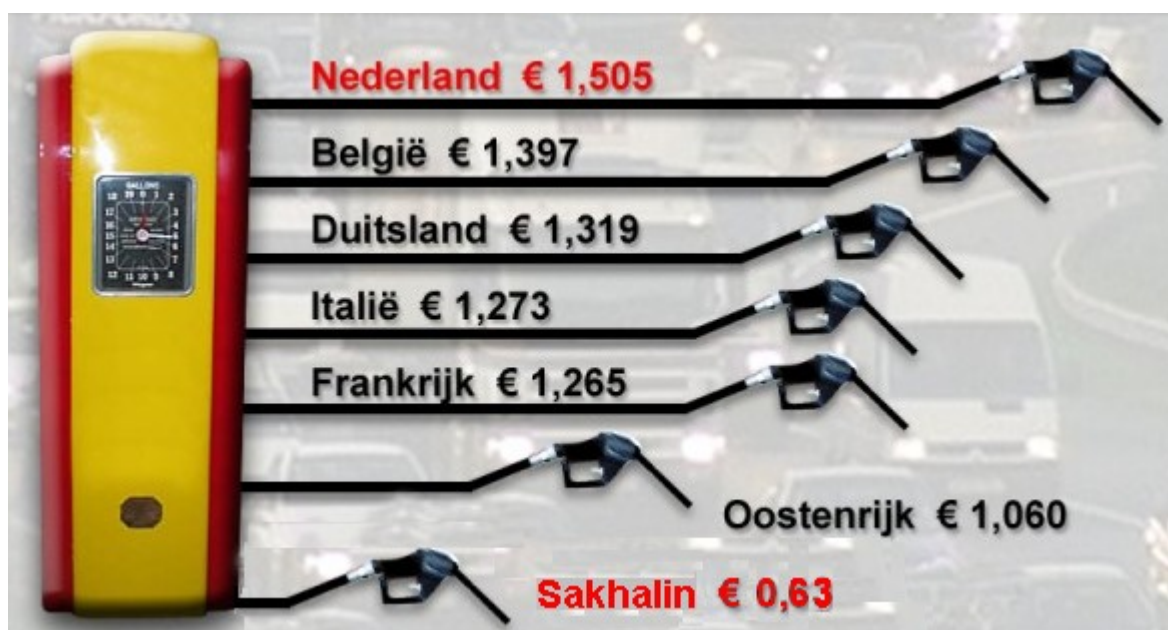 Nederland € 1,505
België € 1,397
Duitsland € 1,319
Italië € 1,273
Frankrijk € 1,265
Oostenrijk € 1,060
Sakhalin € 0,63
GALLONS